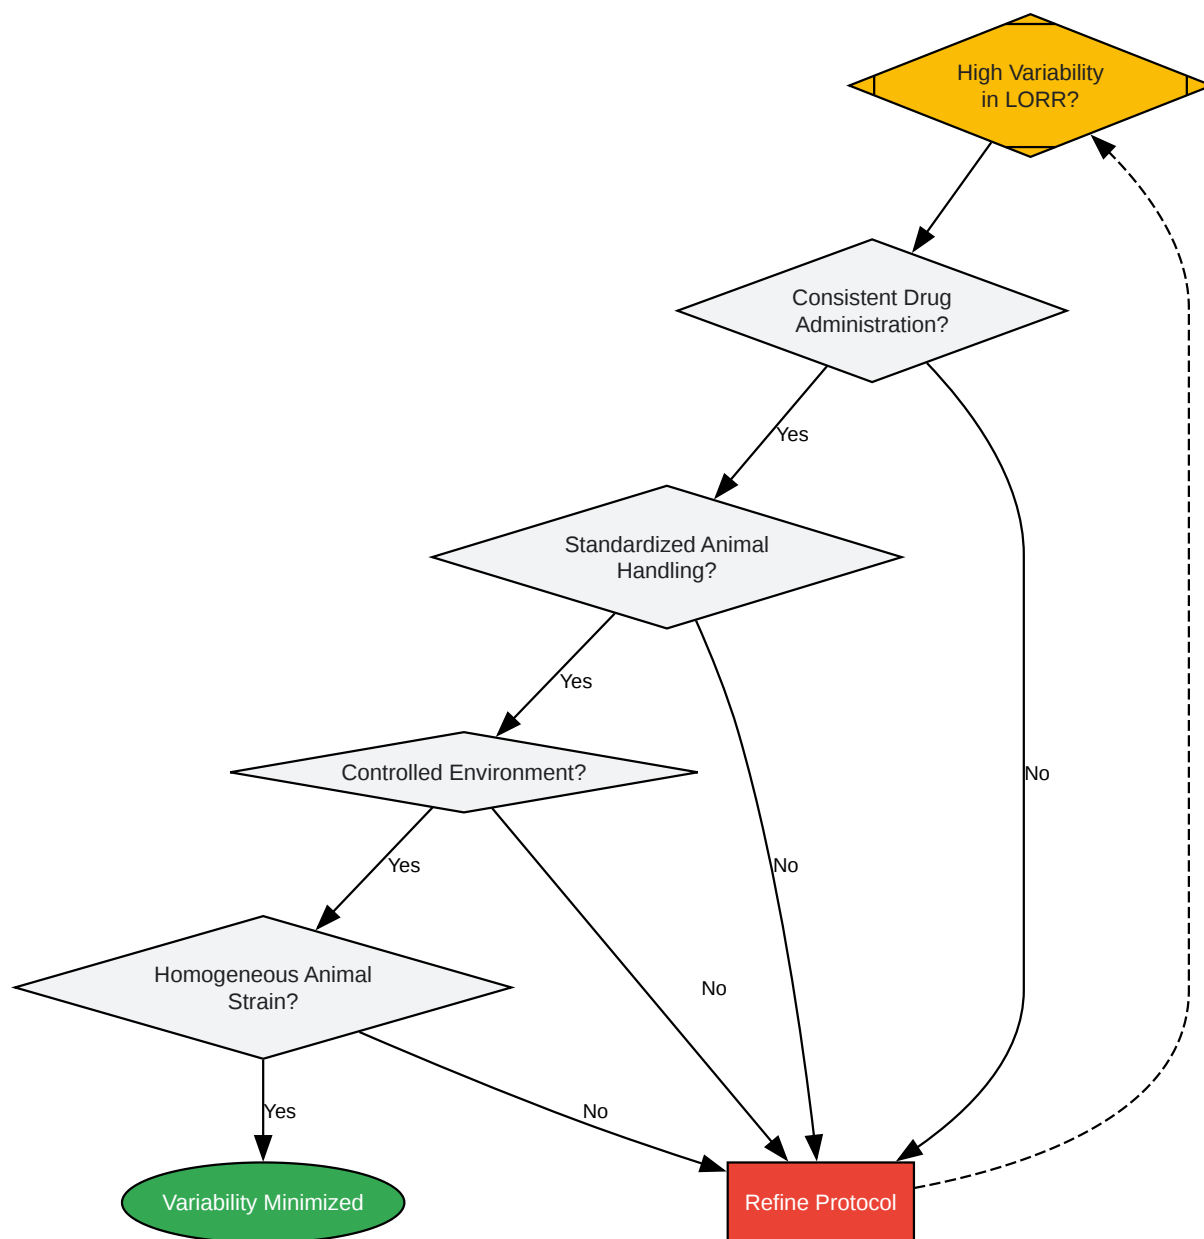 High Variability
in LORR?
Consistent Drug
Administration?
Yes
Standardized Animal
Handling?
Yes
Controlled Environment?
No
Yes
No
Homogeneous Animal
Strain?
No
Yes
No
Variability Minimized
Refine Protocol